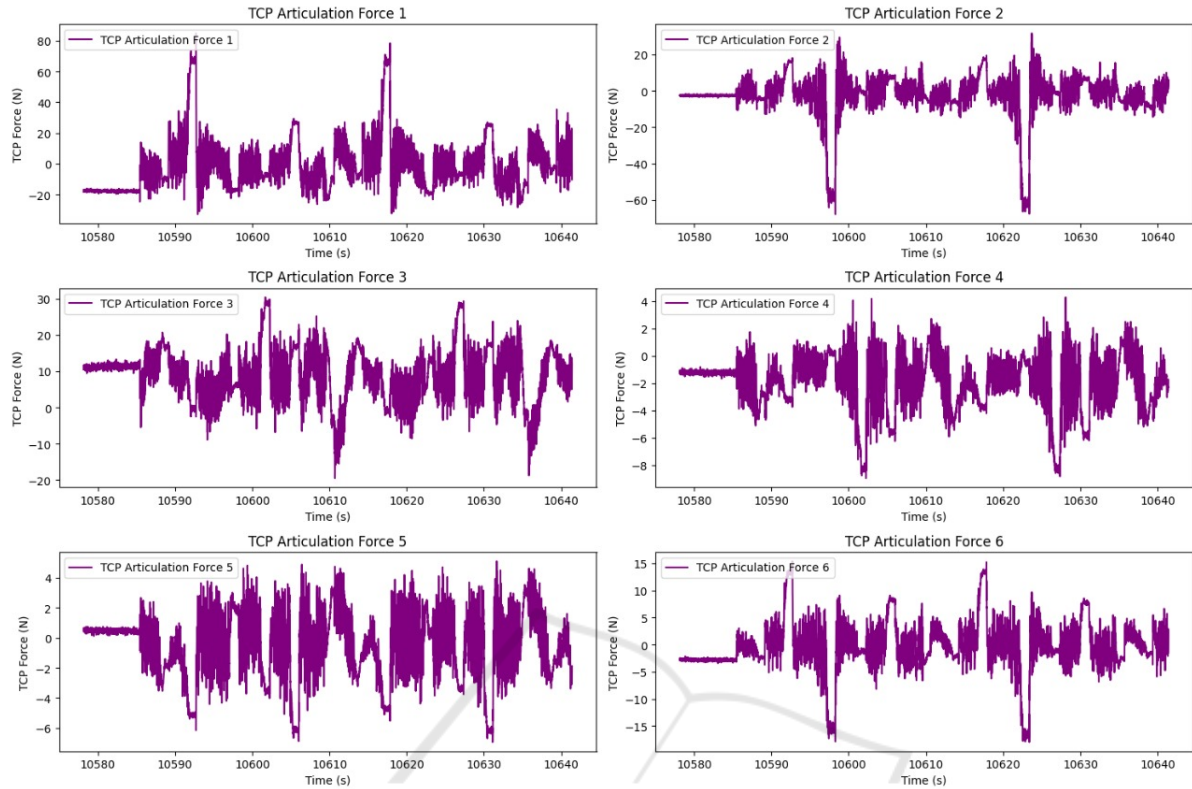 TCP Articulation Force 1
TCP Articulation Force 1
80
60
40
20
0
−20
TCP Force (N)
10580 10590 10600 10610 10620 10630 10640
Time (s)
TCP Articulation Force 2
TCP Articulation Force 2
20
0
−20
−40
−60
TCP Force (N)
10580 10590 10600 10610 10620 10630 10640
Time (s)
TCP Articulation Force 3
TCP Articulation Force 3
30
20
10
0
−10
−20
TCP Force (N)
10580 10590 10600 10610 10620 10630 10640
Time (s)
TCP Articulation Force 4
TCP Articulation Force 4
4
2
0
−2
−4
−6
−8
TCP Force (N)
10580 10590 10600 10610 10620 10630 10640
Time (s)
TCP Articulation Force 5
TCP Articulation Force 5
4
2
0
−2
−4
−6
TCP Force (N)
10580 10590 10600 10610 10620 10630 10640
Time (s)
TCP Articulation Force 6
TCP Articulation Force 6
15
10
5
0
−5
−10
−15
TCP Force (N)
10580 10590 10600 10610 10620 10630 10640
Time (s)